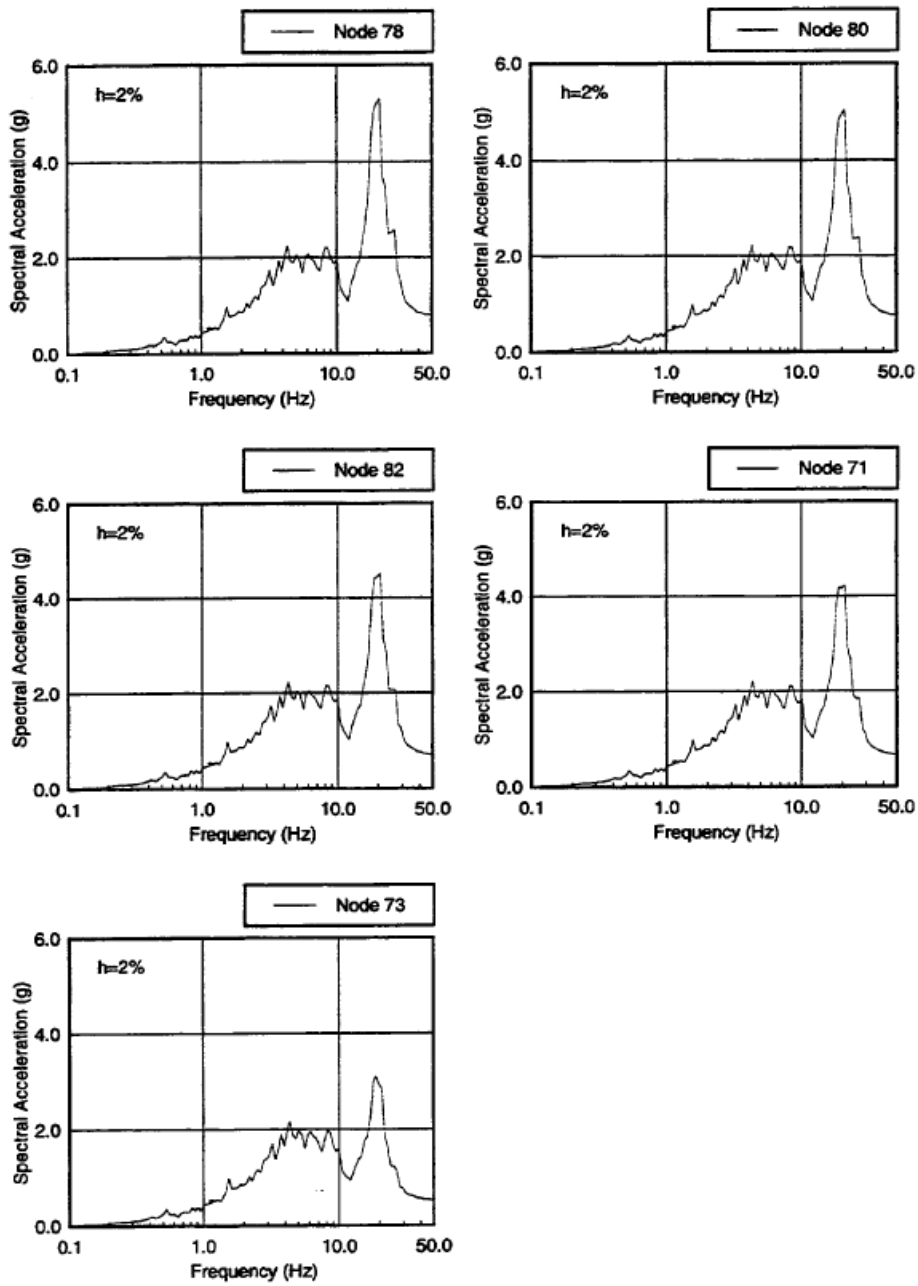 Node 78
6.0
h=2%
4.0
2.0
0.0
0.1
1.0
10.0
50.0
Spectral Acceleration (g)
Frequency (Hz)
Node 80
6.0
h=2%
4.0
2.0
0.0
0.1
1.0
10.0
50.0
Spectral Acceleration (g)
Frequency (Hz)
Node 82
6.0
h=2%
4.0
2.0
0.0
0.1
1.0
10.0
50.0
Spectral Acceleration (g)
Frequency (Hz)
Node 71
6.0
h=2%
4.0
2.0
0.0
0.1
1.0
10.0
50.0
Spectral Acceleration (g)
Frequency (Hz)
Node 73
6.0
h=2%
4.0
2.0
0.0
0.1
1.0
10.0
50.0
Spectral Acceleration (g)
Frequency (Hz)